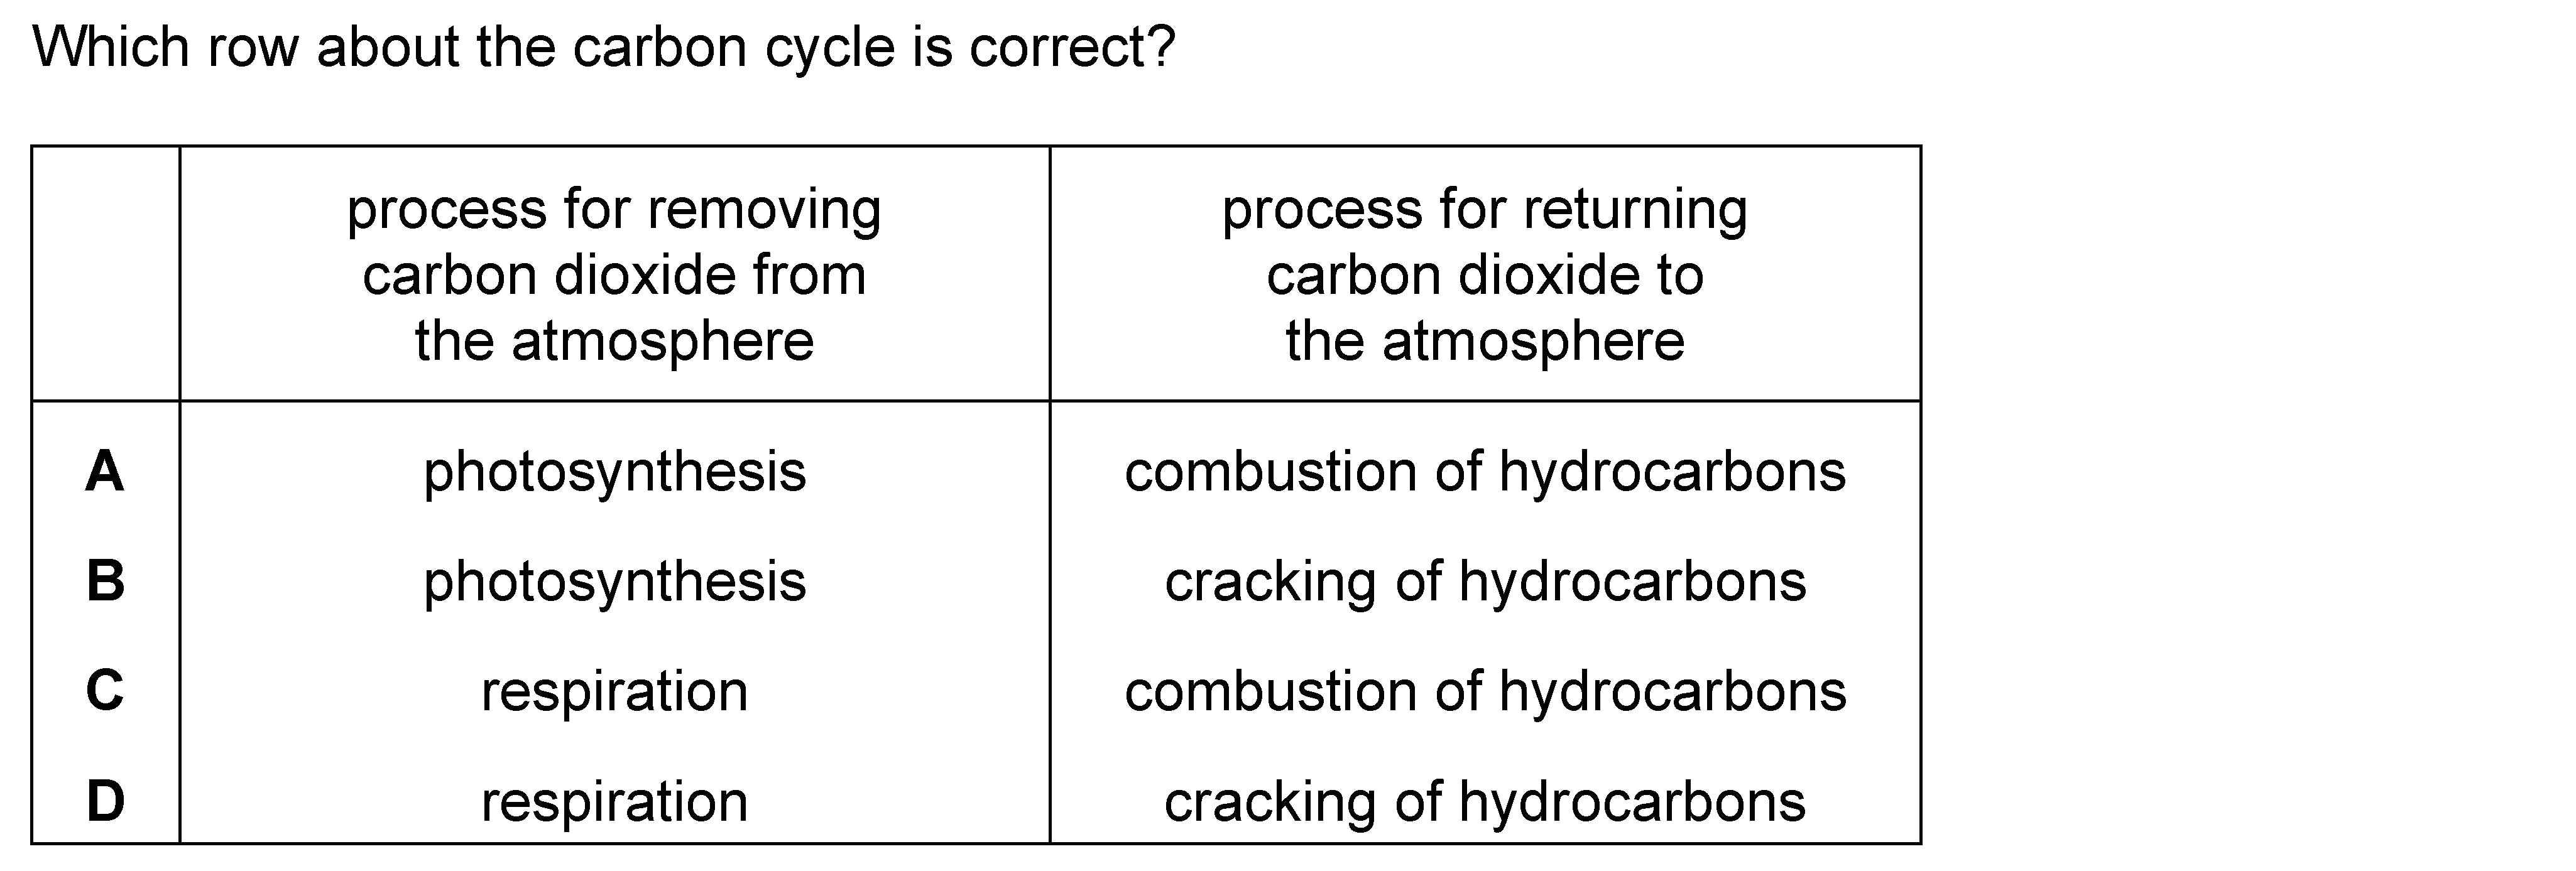 Which row about the carbon cycle is correct?
process for removing carbon dioxide from the atmosphere process for returning carbon dioxide to the atmosphere
A photosynthesis combustion of hydrocarbons
B photosynthesis cracking of hydrocarbons
C respiration combustion of hydrocarbons
D respiration cracking of hydrocarbons